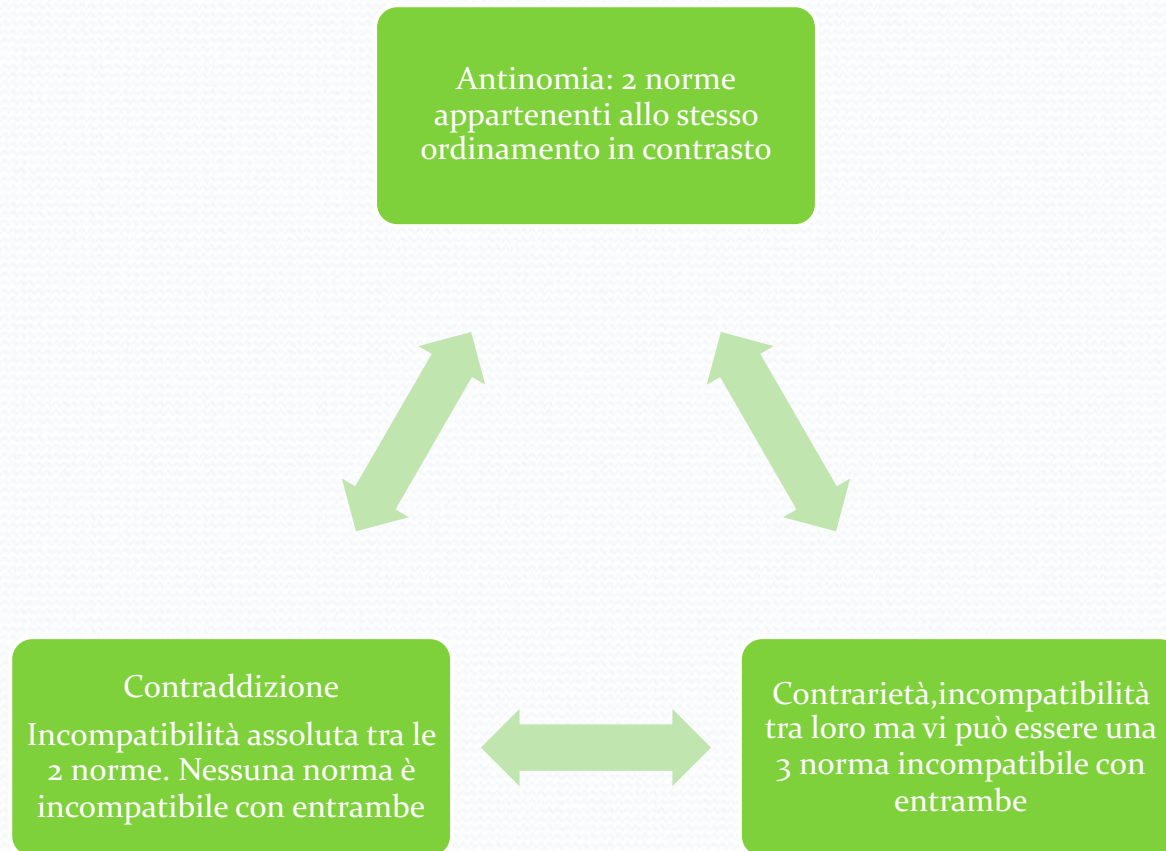 Antinomia: 2 norme
appartenenti allo stesso
ordinamento in contrasto
Contraddizione
Incompatibilità assoluta tra le
2 norme. Nessuna norma è
incompatibile con entrambe
Contrarietà,incompatibilità
tra loro ma vi può essere una
3 norma incompatibile con
entrambe